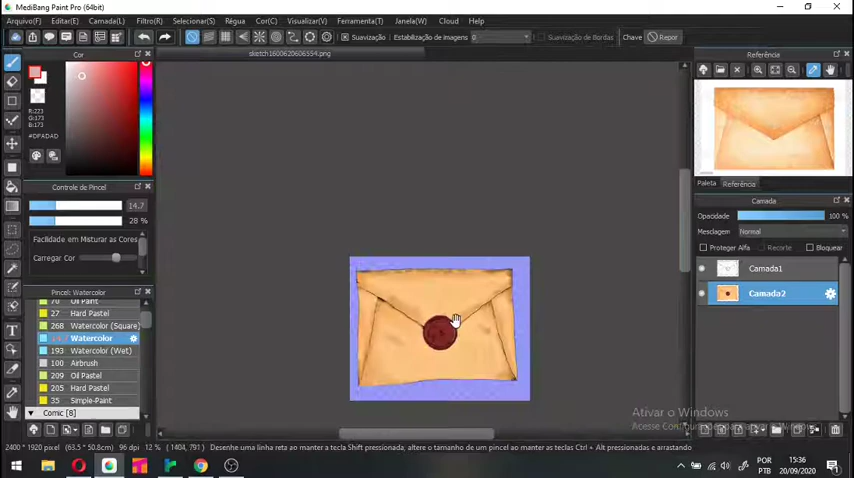 MediBang Paint Pro (64bit)
Arquivo(F) Editar(E) Camada(L) Filtro(R) Selecionar(S) Régua Cor(C) Visualizar(V) Ferramenta(T) Janela(W) Cloud Help
Suavização Estabilização de imagens 0 Suavização de Bordas Chave Repor
sketch1600620606554.png
Cor
R:223
G:173
B:173
#DFADAD
Controle de Pincel
14.7
28 %
Facilidade em Misturar as Cores
Carregar Cor
Pincel: Watercolor
70 Oil Paint
27 Hard Pastel
268 Watercolor (Square)
Watercolor
193 Watercolor (Wet)
100 Airbrush
209 Oil Pastel
205 Hard Pastel
35 Simple-Paint
Comic [8]
Referência
Paleta Referência
Camada
Opacidade 100 %
Mesclagem Normal
Proteger Alfa Recorte Bloquear
Camada1
Camada2
Ativar o Windows
2400 * 1920 pixel (63.5 * 50.8cm) 96 dpi 12 % (1404, 791) Desenhe uma linha reta ao manter a tecla Shift pressionada, altere o tamanho de um pincel ao manter as teclas Ctrl + Alt pressionadas e arrastando
POR
PTB
15:36
20/09/2020